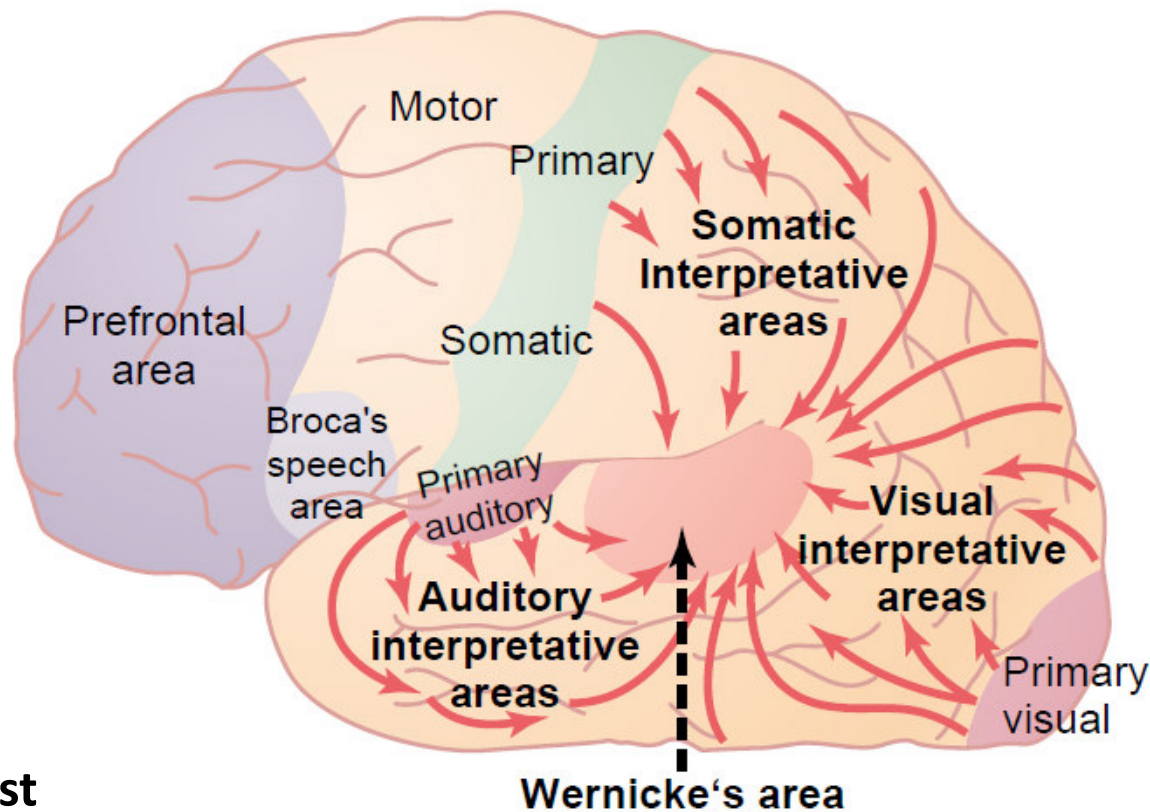 Motor
Primary
Somatic
Interpretative
areas
Prefrontal
area
Somatic
Broca's
speech
area
Primary
auditory
Visual
interpretative
areas
Auditory
interpretative
areas
Primary
visual
st
Wernicke‘s area